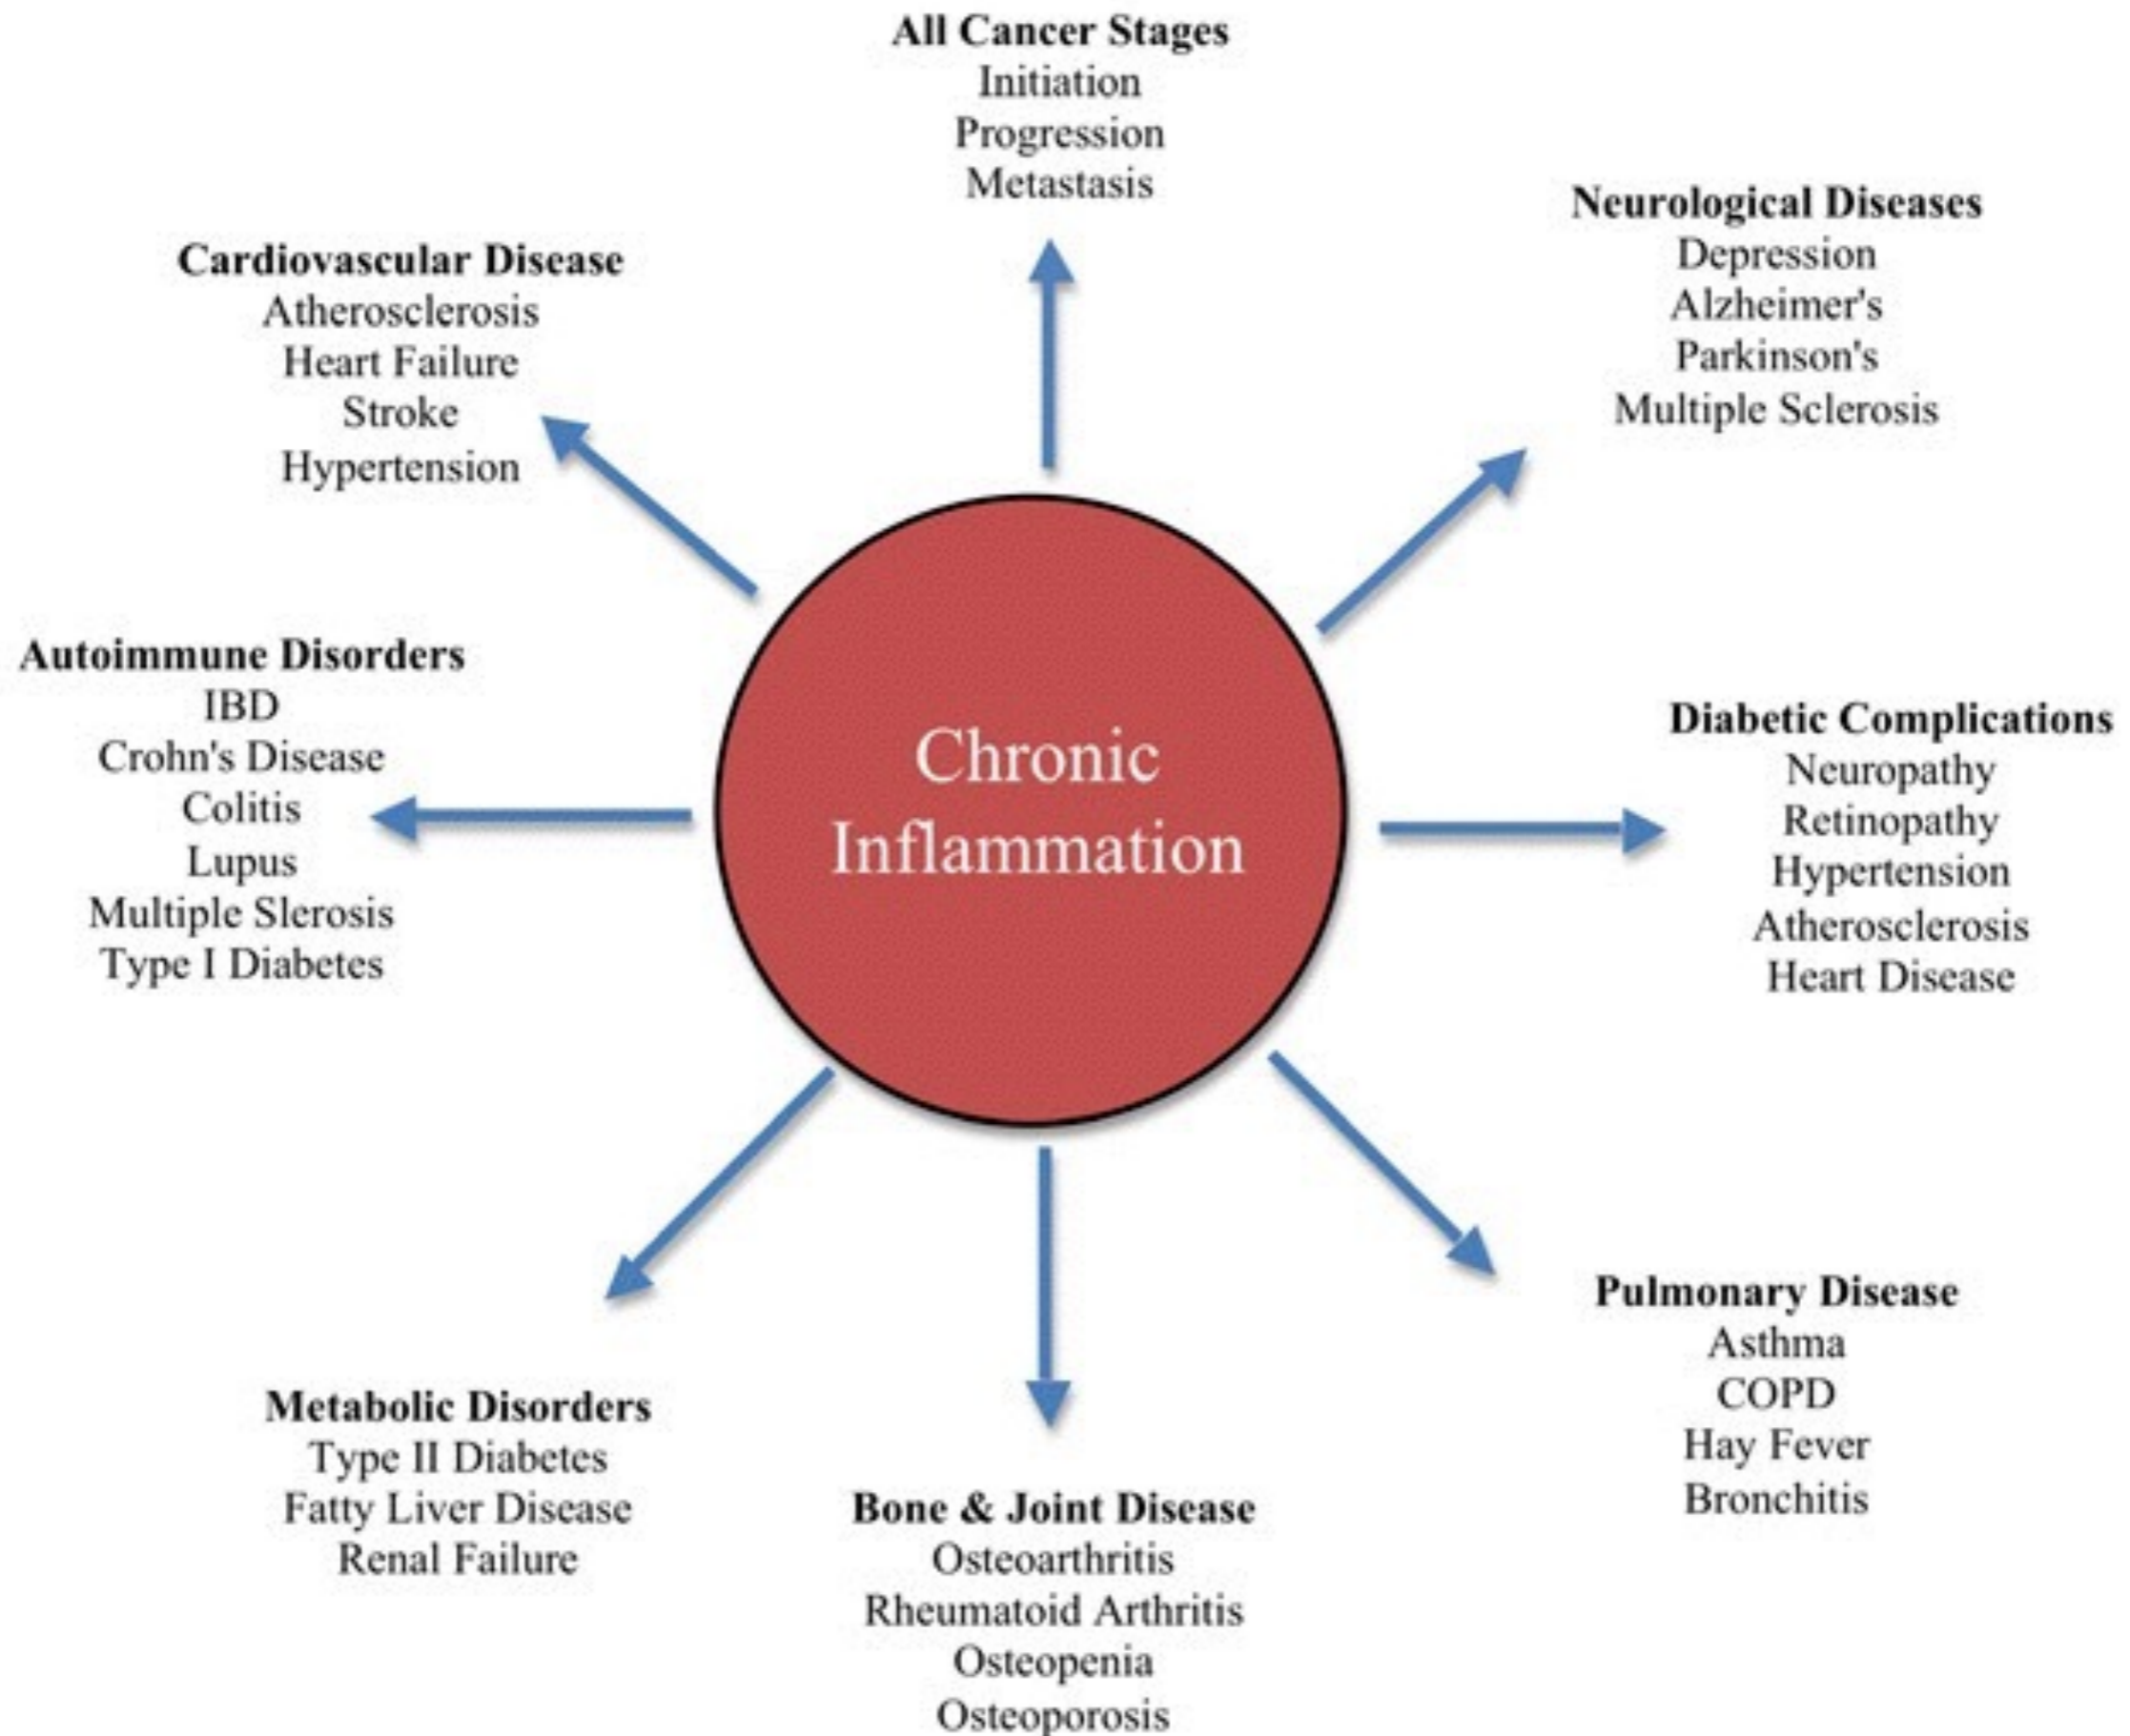 All Cancer Stages
Initiation
Progression
Metastasis
Neurological Diseases
Depression
Alzheimer's
Parkinson's
Multiple Sclerosis
Cardiovascular Disease
Atherosclerosis
Heart Failure
Stroke
Hypertension
Autoimmune Disorders
IBD
Crohn's Disease
Colitis
Lupus
Multiple Slerosis
Type I Diabetes
Chronic
Inflammation
Diabetic Complications
Neuropathy
Retinopathy
Hypertension
Atherosclerosis
Heart Disease
Pulmonary Disease
Asthma
COPD
Hay Fever
Bronchitis
Metabolic Disorders
Type II Diabetes
Fatty Liver Disease
Renal Failure
Bone & Joint Disease
Osteoarthritis
Rheumatoid Arthritis
Osteopenia
Osteoporosis